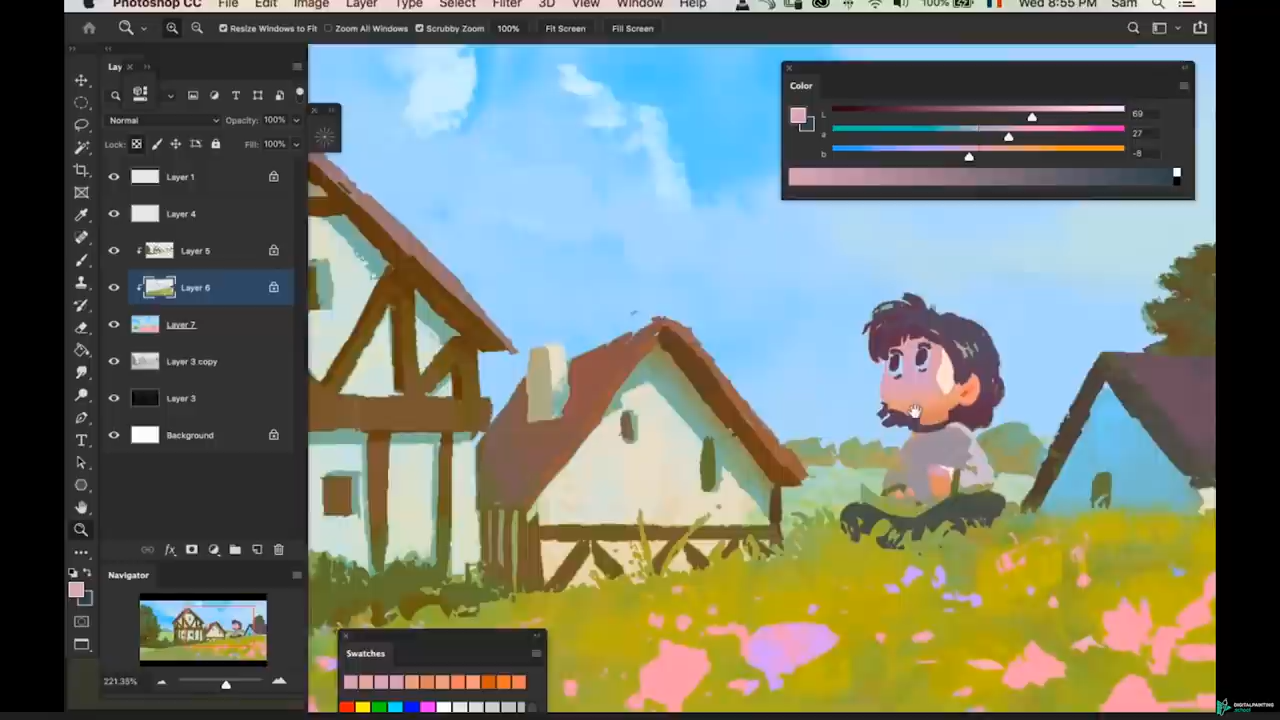 Photoshop CC File Edit Image Layer Type Select Filter 3D View Window Help 100% Wed 8:55 PM Sam
Resize Windows to Fit Zoom All Windows Scrubby Zoom 100% Fit Screen Fill Screen
Lay
Normal Opacity: 100%
Lock: Fill: 100%
Layer 1
Layer 4
Layer 5
Layer 6
Layer 7
Layer 3 copy
Layer 3
Background
Navigator
221.35%
Color
L 69
a 27
b -8
Swatches
DIGITALPAINTING
.school